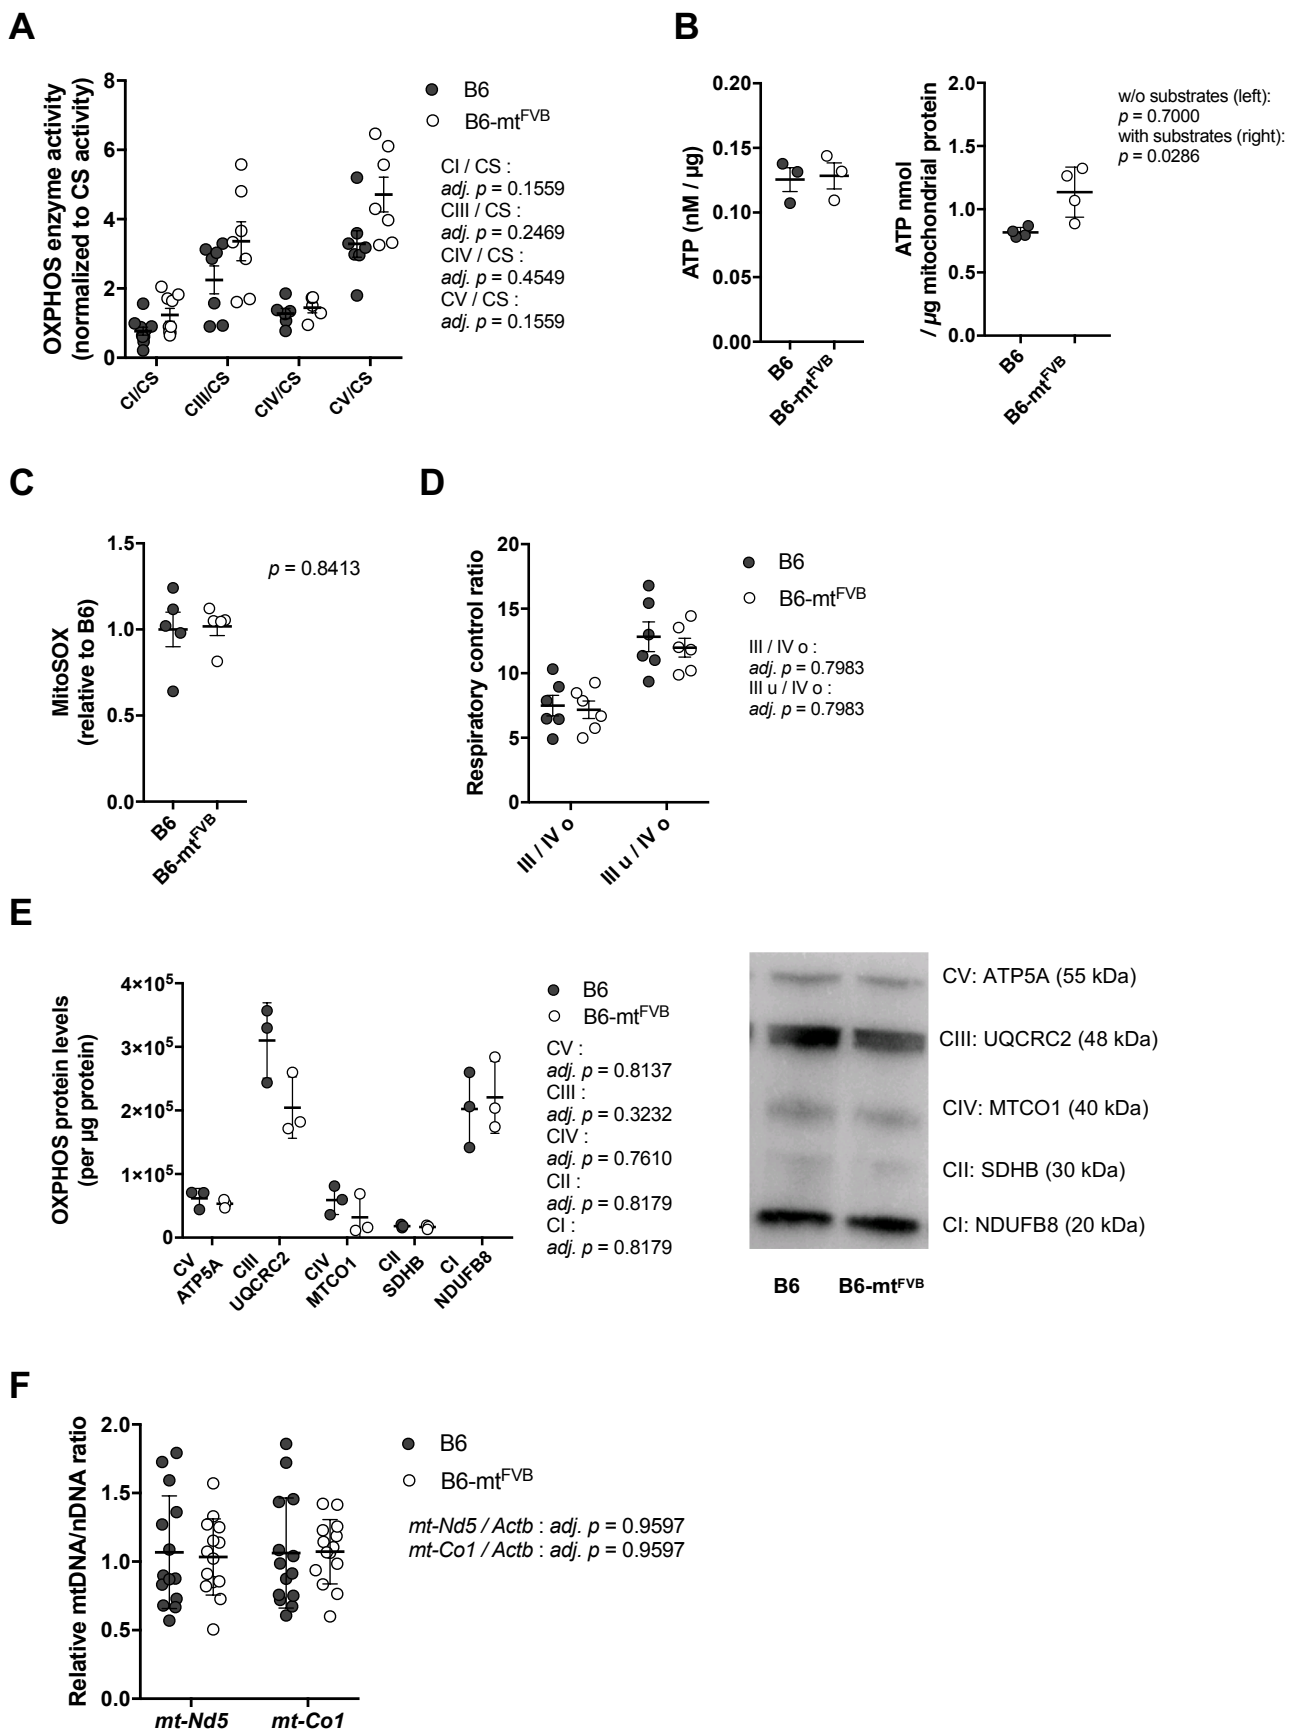 A
OXPHOS enzyme activity
(normalized to CS activity)
8
6
4
2
0
CI/CS
CIII/CS
CIV/CS
CV/CS
B6
B6-mtFVB
CI / CS :
adj. p = 0.1559
CIII / CS :
adj. p = 0.2469
CIV / CS :
adj. p = 0.4549
CV / CS :
adj. p = 0.1559
B
ATP (nM / µg)
0.20
0.15
0.10
0.05
0.00
B6
B6-mtFVB
ATP nmol
/ µg mitochondrial protein
2.0
1.5
1.0
0.5
0.0
B6
B6-mtFVB
w/o substrates (left):
p = 0.7000
with substrates (right):
p = 0.0286
C
MitoSOX
(relative to B6)
1.5
1.0
0.5
0.0
B6
B6-mtFVB
p = 0.8413
D
Respiratory control ratio
20
15
10
5
0
III / IV o
III u / IV o
B6
B6-mtFVB
III / IV o :
adj. p = 0.7983
III u / IV o :
adj. p = 0.7983
E
OXPHOS protein levels
(per µg protein)
4×10⁵
3×10⁵
2×10⁵
1×10⁵
0
CV
ATP5A
CIII
UQCRC2
CIV
MTCO1
CII
SDHB
CI
NDUFB8
B6
B6-mtFVB
CV :
adj. p = 0.8137
CIII :
adj. p = 0.3232
CIV :
adj. p = 0.7610
CII :
adj. p = 0.8179
CI :
adj. p = 0.8179
CV: ATP5A (55 kDa)
CIII: UQCRC2 (48 kDa)
CIV: MTCO1 (40 kDa)
CII: SDHB (30 kDa)
CI: NDUFB8 (20 kDa)
B6
B6-mtFVB
F
Relative mtDNA/nDNA ratio
2.0
1.5
1.0
0.5
0.0
mt-Nd5
mt-Co1
B6
B6-mtFVB
mt-Nd5 / Actb : adj. p = 0.9597
mt-Co1 / Actb : adj. p = 0.9597